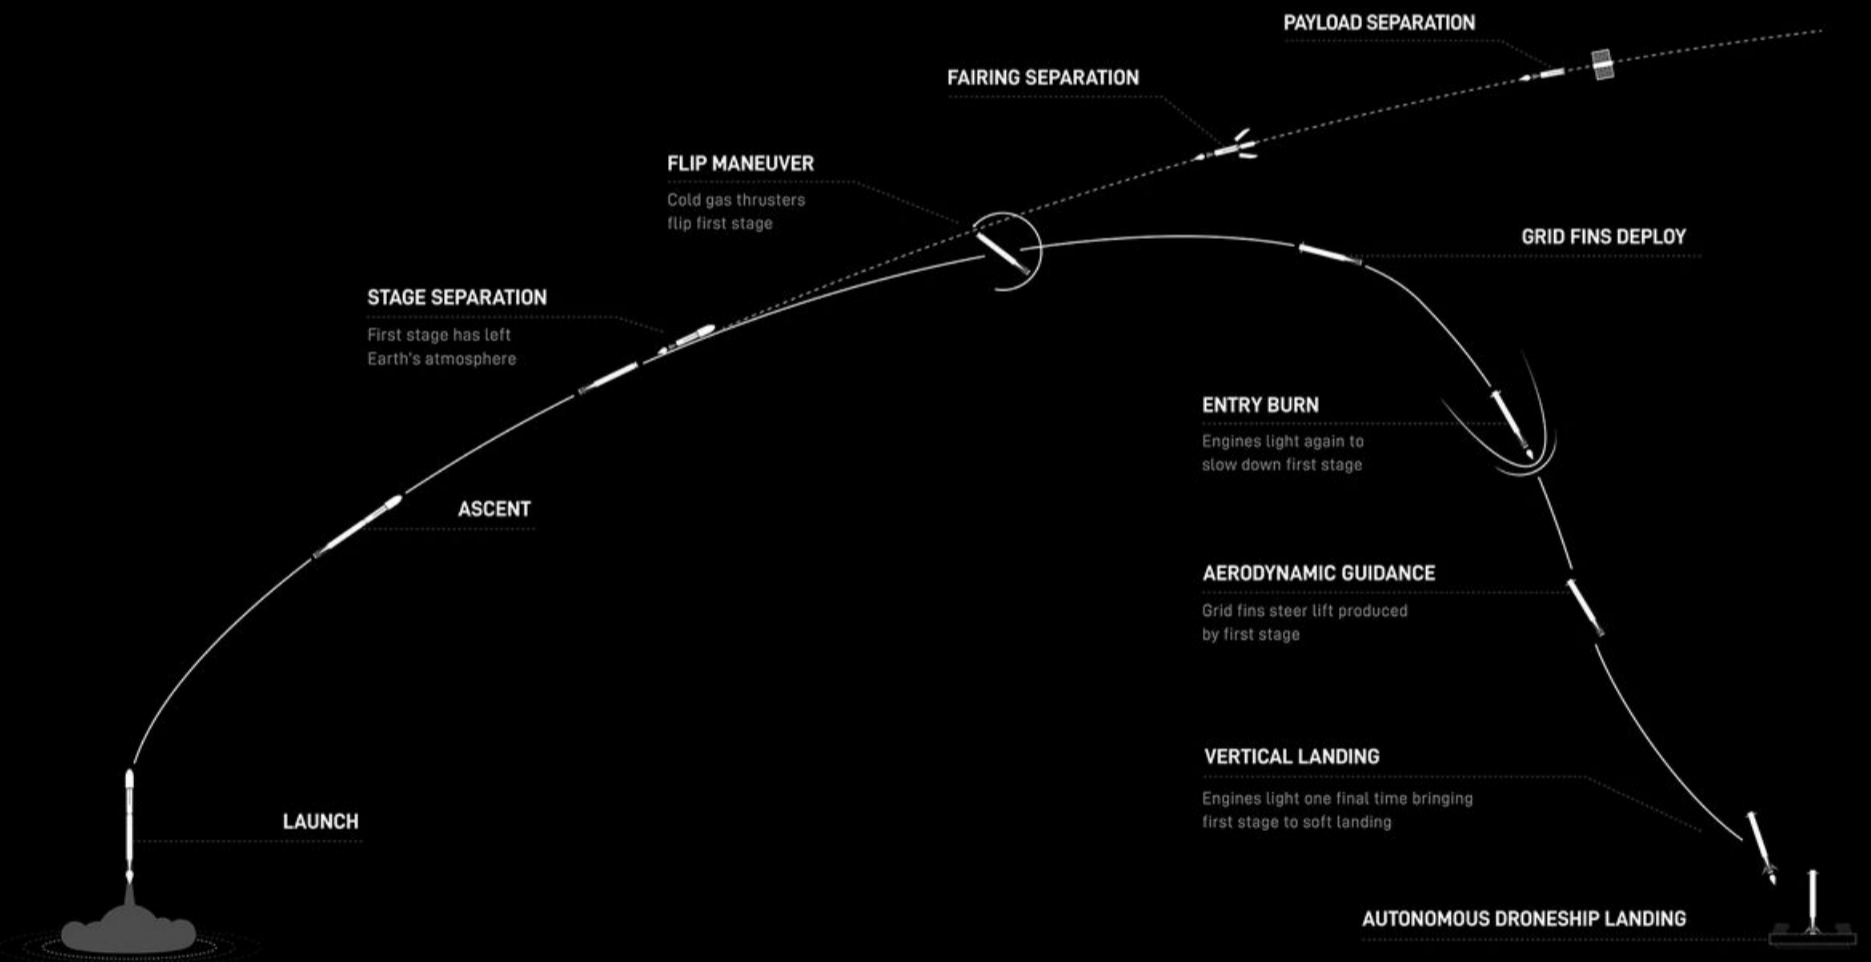 PAYLOAD SEPARATION
FAIRING SEPARATION
FLIP MANEUVER
Cold gas thrusters
flip first stage
GRID FINS DEPLOY
STAGE SEPARATION
First stage has left
Earth's atmosphere
ENTRY BURN
Engines light again to
slow down first stage
ASCENT
AERODYNAMIC GUIDANCE
Grid fins steer lift produced
by first stage
VERTICAL LANDING
Engines light one final time bringing
first stage to soft landing
LAUNCH
AUTONOMOUS DRONESHIP LANDING